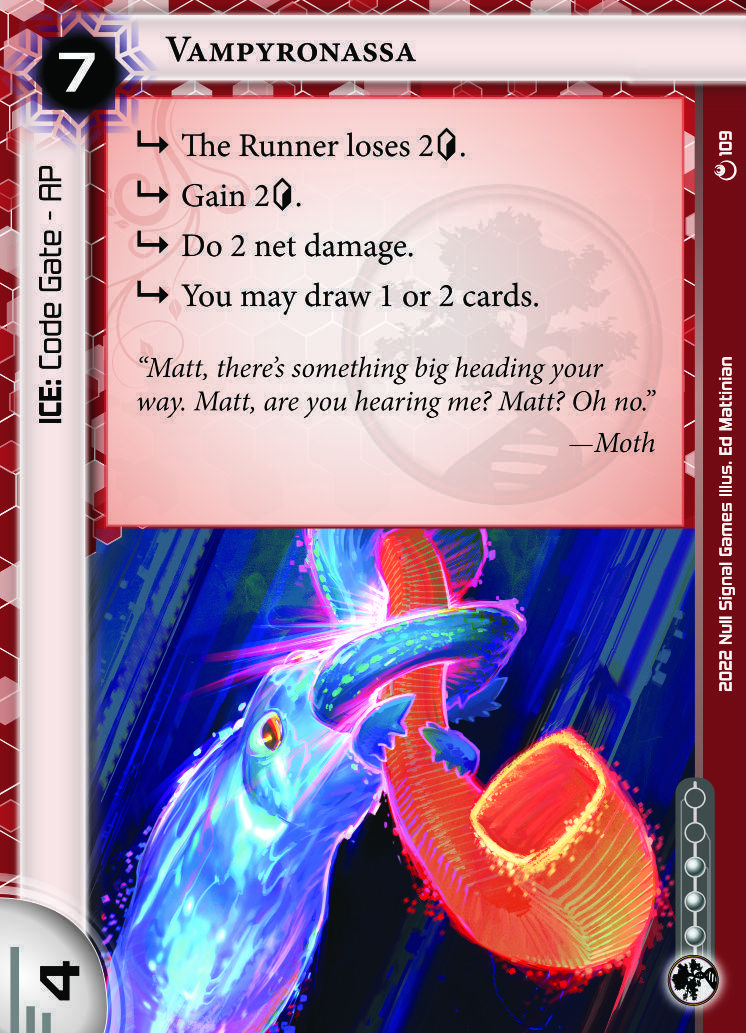 7
Vampyronassa
ICE: Code Gate - AP
↳ The Runner loses 2.
↳ Gain 2.
↳ Do 2 net damage.
↳ You may draw 1 or 2 cards.
“Matt, there’s something big heading your
way. Matt, are you hearing me? Matt? Oh no.”
—Moth
109
2022 Null Signal Games Illus. Ed Mattinian
4